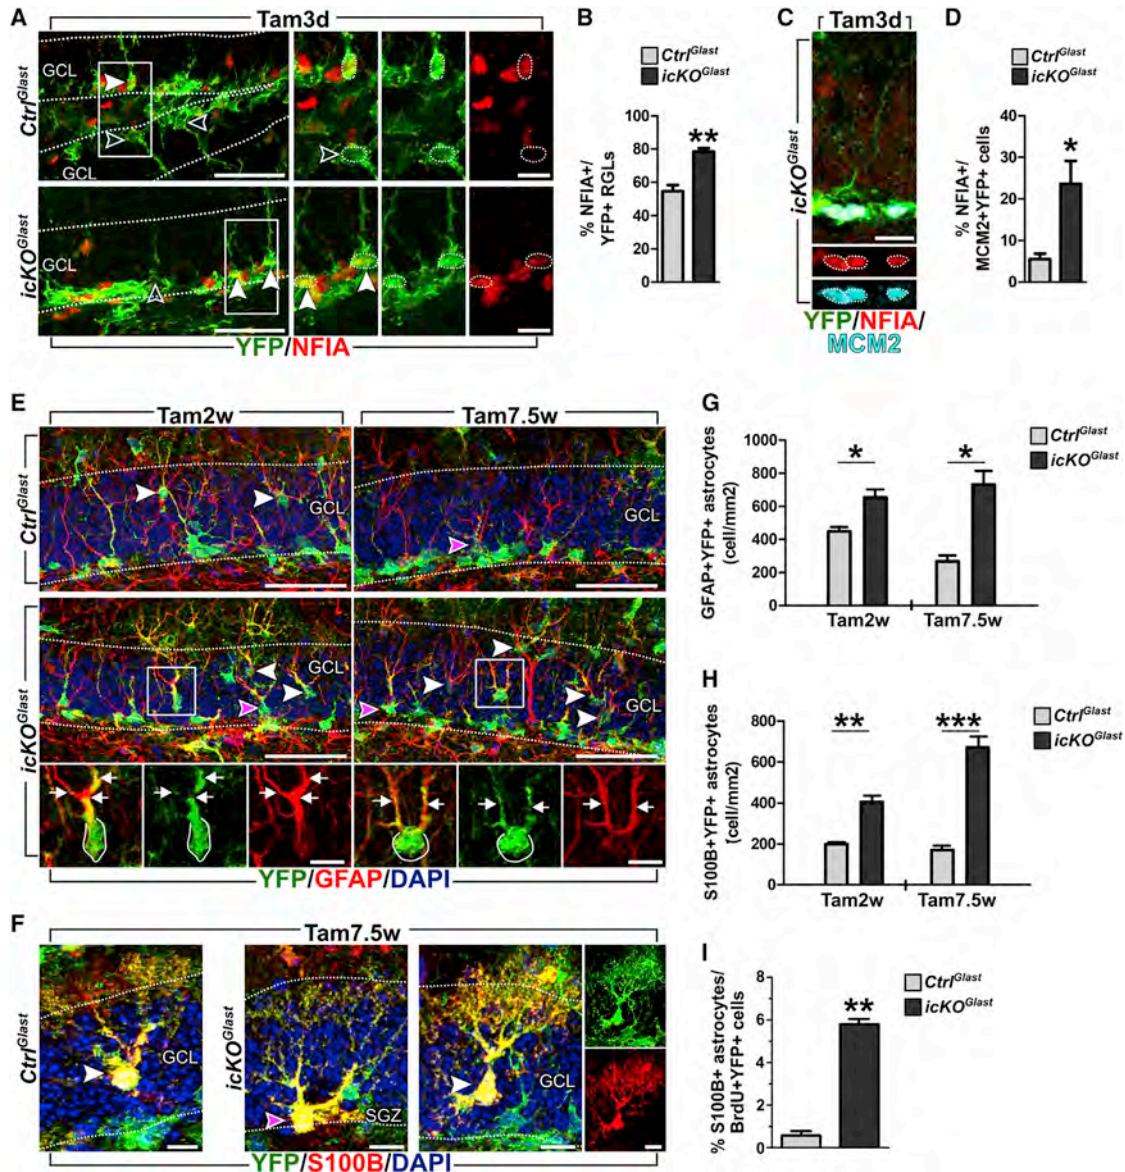 A
Tam3d
Ctrl^Glast
GCL
GCL
icKO^Glast
GCL
YFP/NFIA
B
Ctrl^Glast
icKO^Glast
% NFIA+/
YFP+ RGLs
100
80
60
40
20
0
**
C
Tam3d
icKO^Glast
YFP/NFIA/
MCM2
D
Ctrl^Glast
icKO^Glast
% NFIA+/
MCM2+YFP+ cells
40
30
20
10
0
*
E
Tam2w
Tam7.5w
Ctrl^Glast
GCL
GCL
icKO^Glast
GCL
GCL
YFP/GFAP/DAPI
F
Tam7.5w
Ctrl^Glast
GCL
icKO^Glast
SGZ
GCL
YFP/S100B/DAPI
G
Ctrl^Glast
icKO^Glast
GFAP+YFP+ astrocytes
(cell/mm2)
1000
800
600
400
200
0
*
*
Tam2w
Tam7.5w
H
Ctrl^Glast
icKO^Glast
S100B+YFP+ astrocytes
(cell/mm2)
800
600
400
200
0
**
***
Tam2w
Tam7.5w
I
Ctrl^Glast
icKO^Glast
% S100B+ astrocytes/
BrdU+YFP+ cells
8
6
4
2
0
**